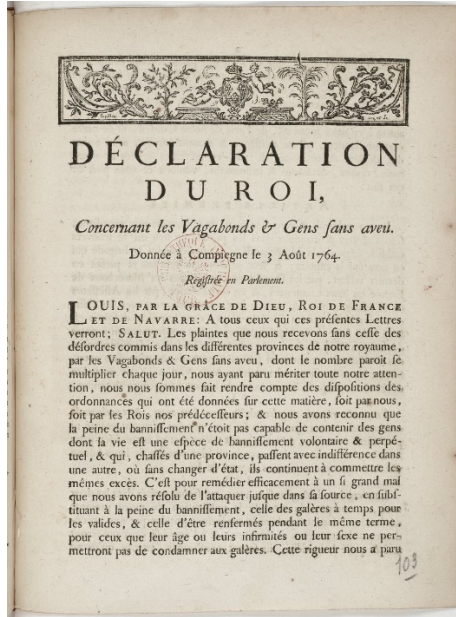 DÉCLARATION
DU ROI,
Concernant les Vagabonds & Gens sans aveu.
Donnée à Compiegne le 3 Août 1764.
Registrée en Parlement.
LOUIS, PAR LA GRÂCE DE DIEU, ROI DE FRANCE
ET DE NAVARRE: A tous ceux qui ces présentes Lettres
verront; SALUT. Les plaintes que nous recevons sans cesse des
désordres commis dans les différentes provinces de notre royaume,
par les Vagabonds & Gens sans aveu, dont le nombre paroît se
multiplier chaque jour, nous ayant paru mériter toute notre atten-
tion, nous nous sommes fait rendre compte des dispositions des
ordonnances qui ont été données sur cette matière, soit par nous,
soit par les Rois nos prédécesseurs; & nous avons reconnu que
la peine du bannissement n'étoit pas capable de contenir des gens
dont la vie est une espèce de bannissement volontaire & perpé-
tuel, & qui, chassés d'une province, passent avec indifférence dans
une autre, où sans changer d'état, ils continuent à commettre les
mêmes excès. C'est pour remédier efficacement à un si grand mal
que nous avons résolu de l'attaquer jusque dans sa source, en subs-
tituant à la peine du bannissement, celle des galères à temps pour
les valides, & celle d'être renfermés pendant le même terme,
pour ceux que leur âge ou leurs infirmités ou leur sexe ne per-
mettront pas de condamner aux galères. Cette rigueur nous a paru
103